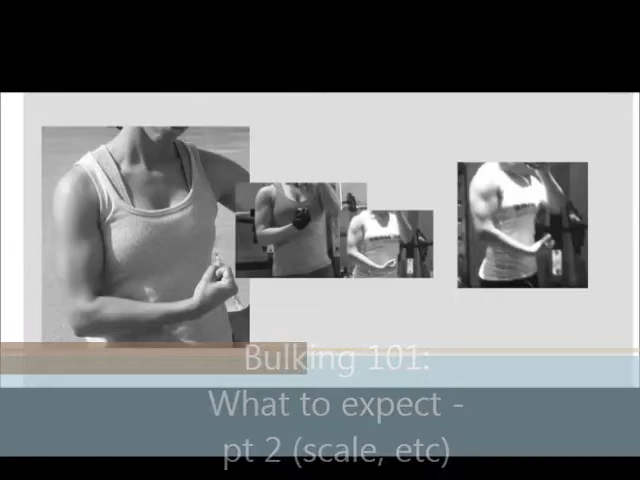 Bulking 101:
What to expect -
pt 2 (scale, etc)